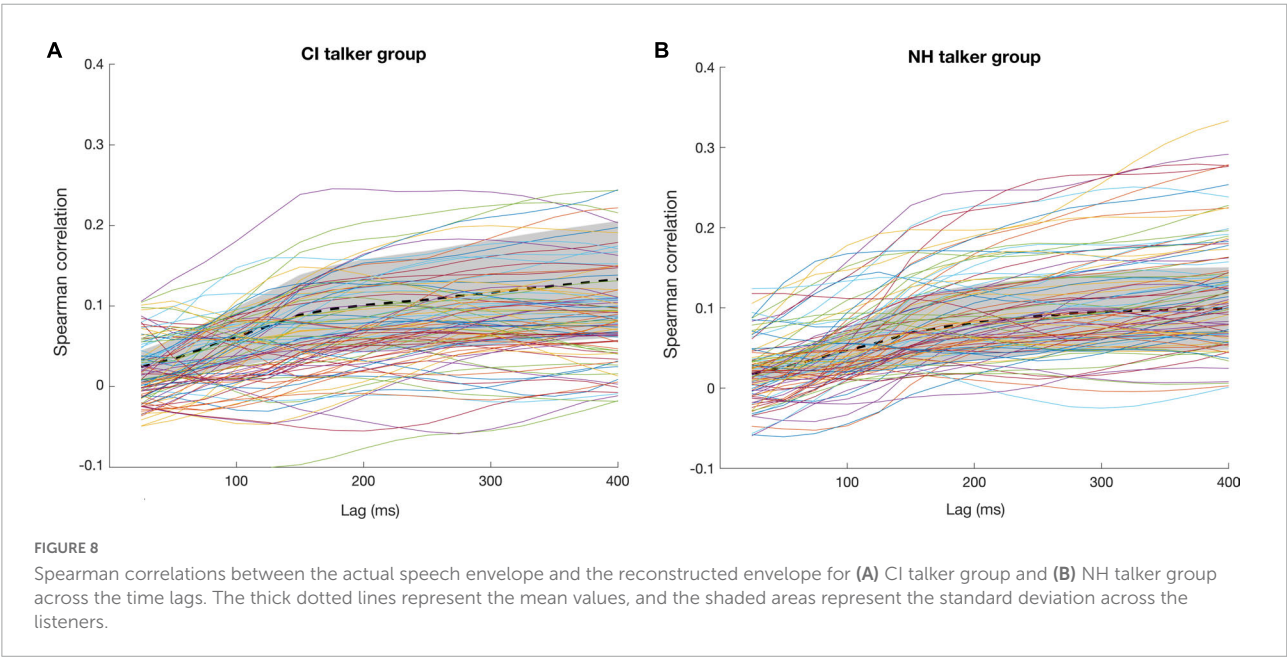 A
CI talker group
0.4
0.3
0.2
0.1
0
-0.1
Spearman correlation
100
200
300
400
Lag (ms)
B
NH talker group
0.4
0.3
0.2
0.1
0
-0.1
Spearman correlation
100
200
300
400
Lag (ms)
FIGURE 8
Spearman correlations between the actual speech envelope and the reconstructed envelope for (A) CI talker group and (B) NH talker group
across the time lags. The thick dotted lines represent the mean values, and the shaded areas represent the standard deviation across the
listeners.